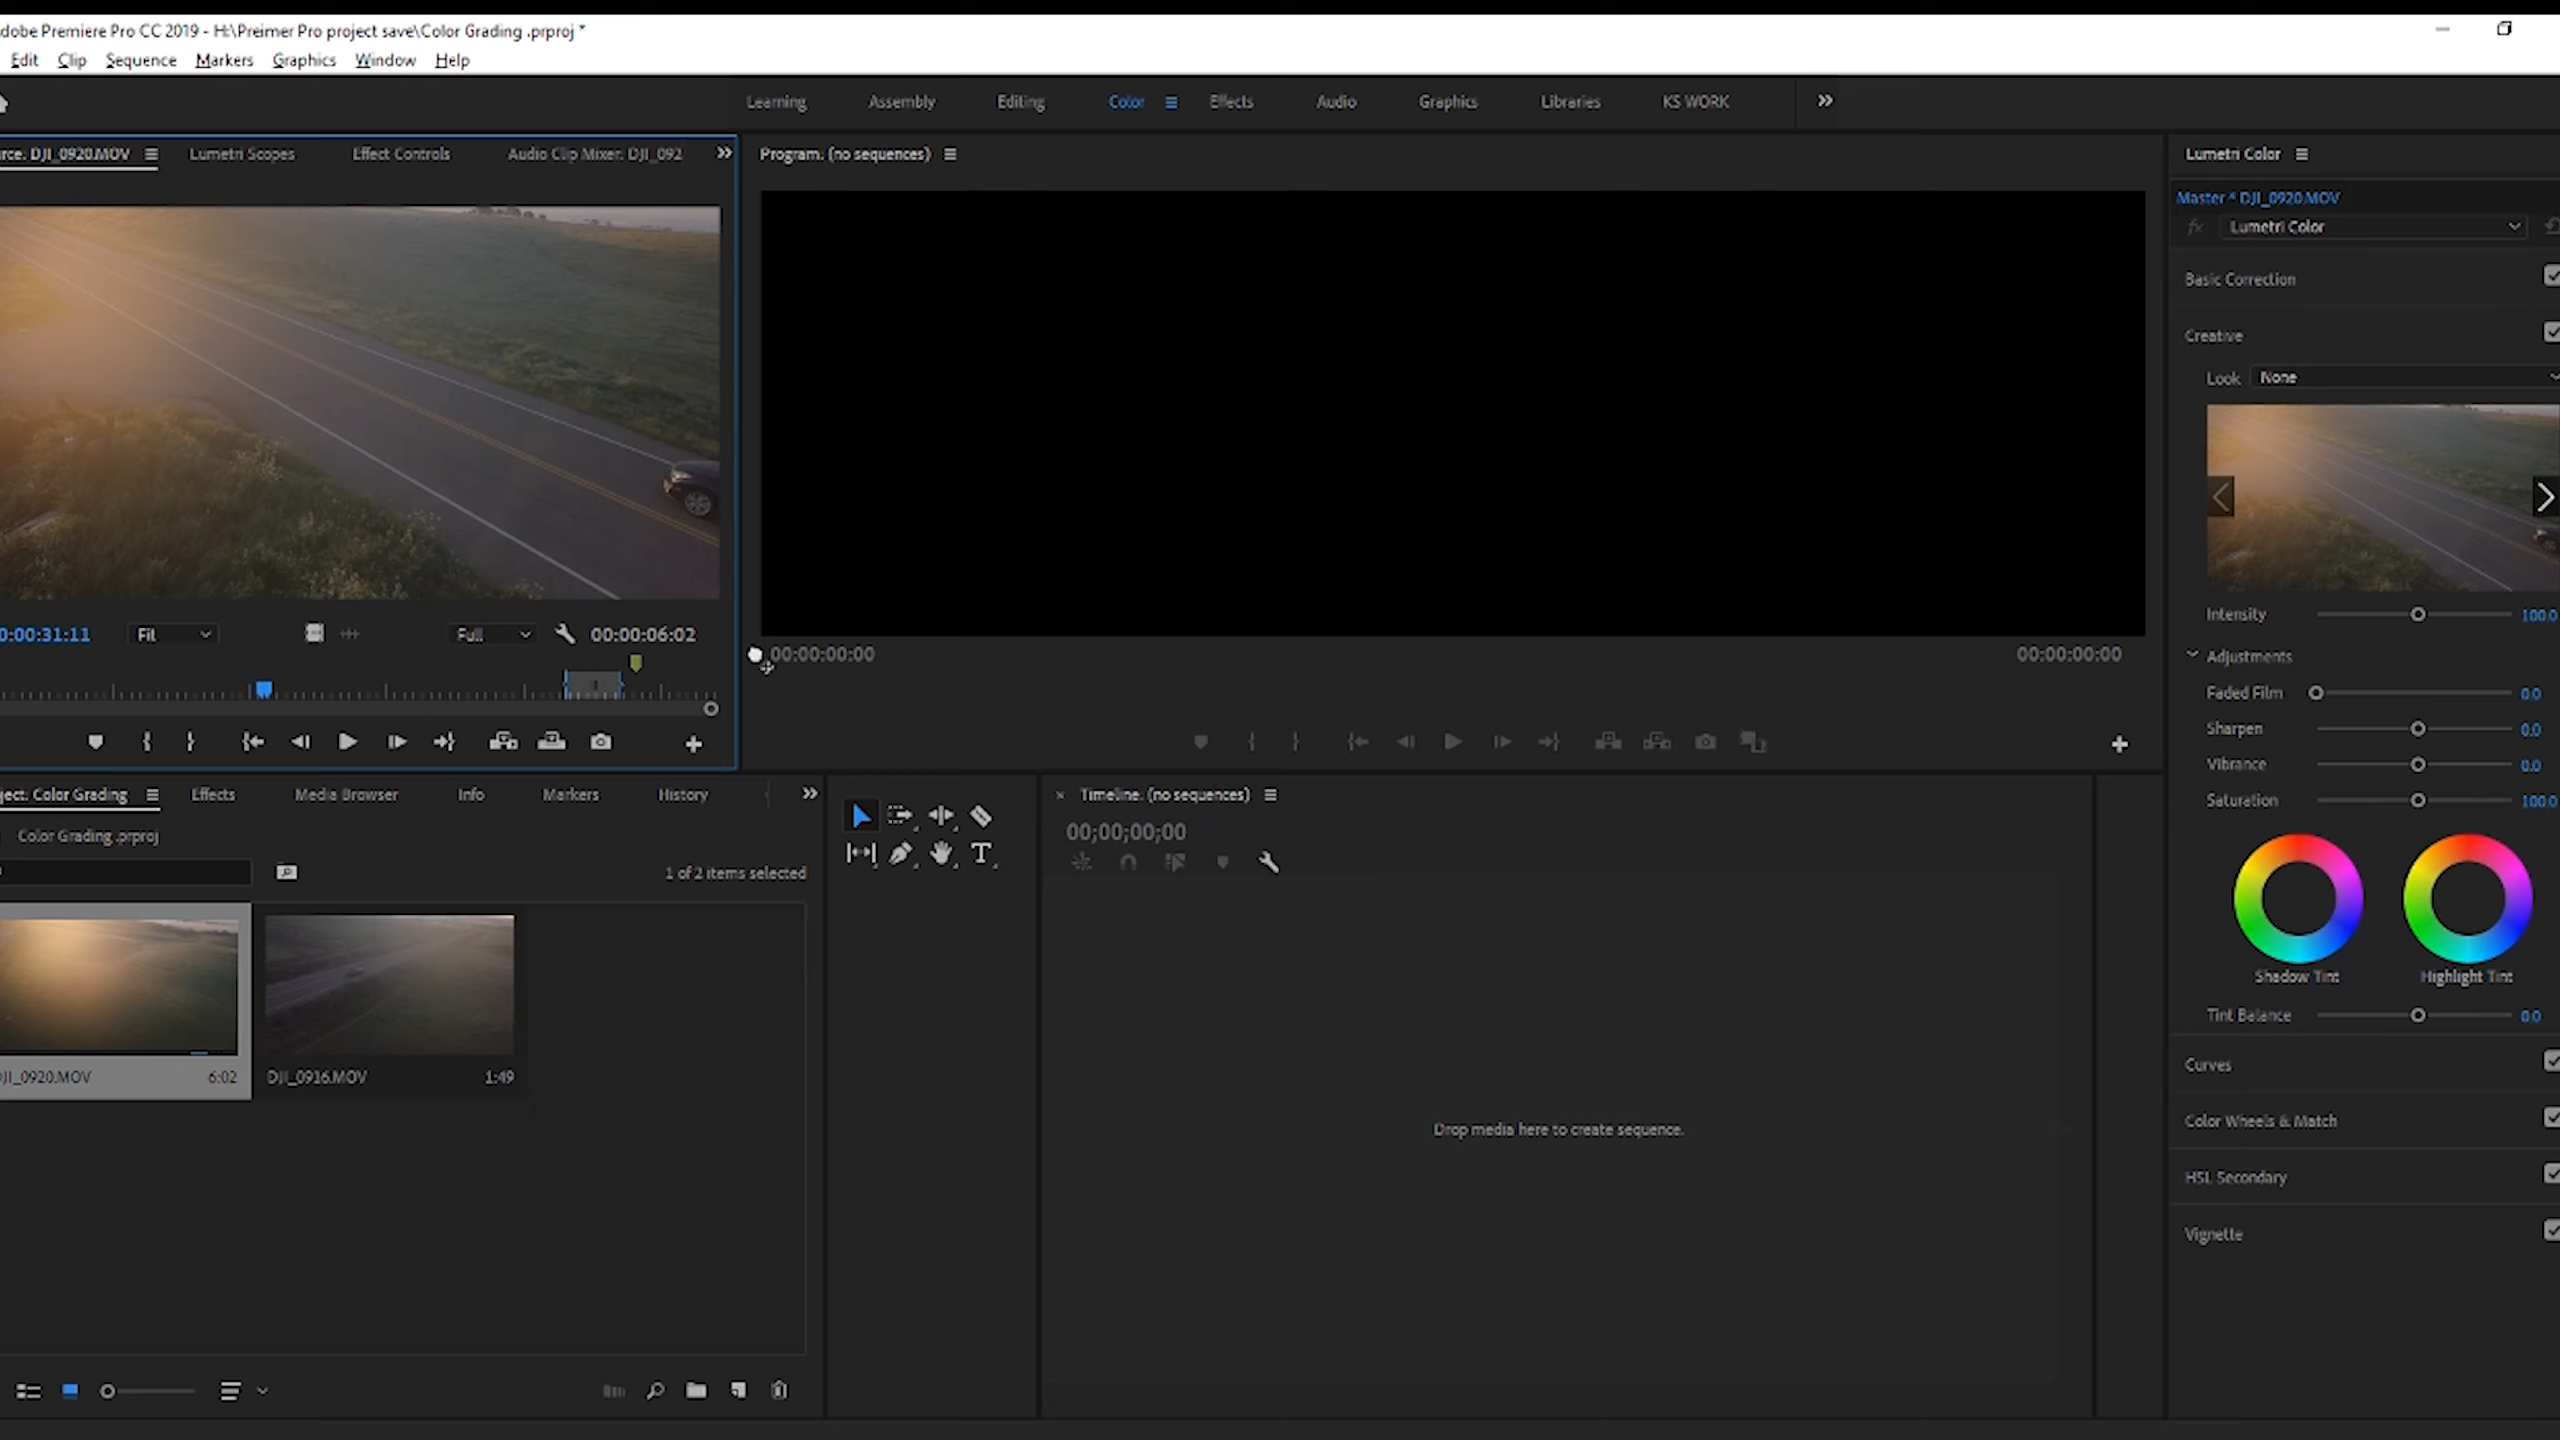 dobe Premiere Pro CC 2019 - H:\Preimer Pro project save\Color Grading .prproj *
Edit Clip Sequence Markers Graphics Window Help
Learning Assembly Editing Color Effects Audio Graphics Libraries KS WORK
rce: DJI_0920.MOV Lumetri Scopes Effect Controls Audio Clip Mixer: DJI_092
Program: (no sequences)
Lumetri Color
Master * DJI_0920.MOV
fx Lumetri Color
Basic Correction
Creative
Look None
Intensity 100.0
Adjustments
Faded Film 0.0
Sharpen 0.0
Vibrance 0.0
Saturation 100.0
Shadow Tint Highlight Tint
Tint Balance 0.0
Curves
Color Wheels & Match
HSL Secondary
Vignette
0:00:31:11 Fit Full 00:00:06:02
00:00:00:00 00:00:00:00
ject: Color Grading Effects Media Browser Info Markers History
Color Grading .prproj
1 of 2 items selected
JI_0920.MOV 6:02
DJI_0916.MOV 1:49
Timeline: (no sequences)
00;00;00;00
Drop media here to create sequence.